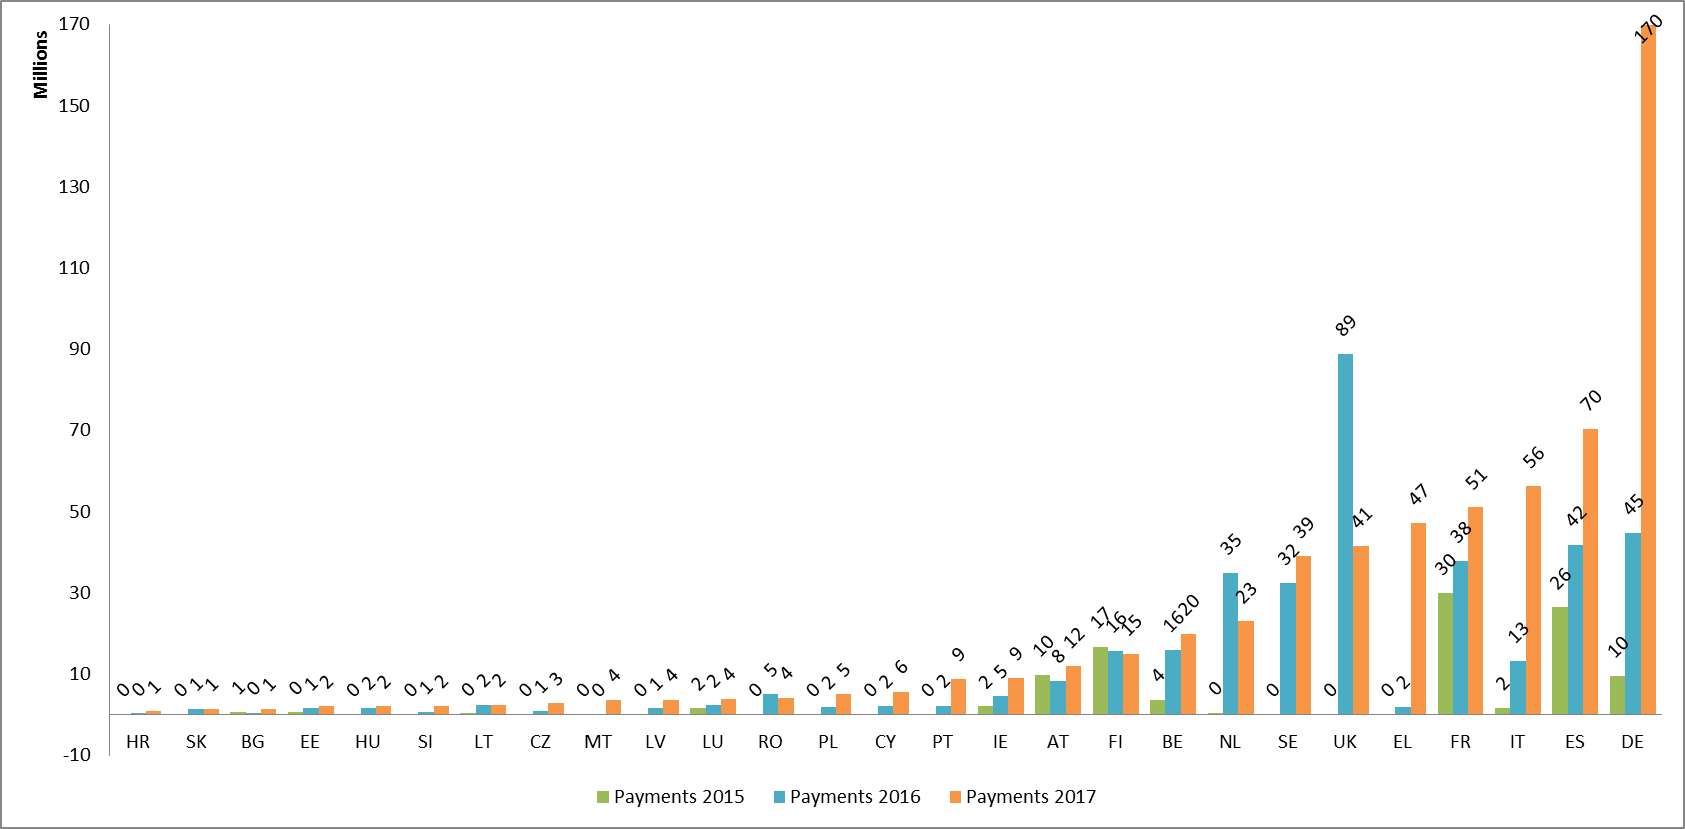 Millions
170
150
130
110
90
70
50
30
10
-10
0 0 1
0 1 1
1 0 1
0 1 2
0 2 2
0 1 2
0 2 2
0 1 3
0 0 4
0 1 4
2 2 4
0 5 4
0 2 5
0 2 6
0 2 9
2 5 9
10 8 12
17 16 15
4 16 20
0 35 23
0 32 39
0 89 41
0 2 47
30 38 51
2 13 56
26 42 70
10 45 170
HR SK BG EE HU SI LT CZ MT LV LU RO PL CY PT IE AT FI BE NL SE UK EL FR IT ES DE
Payments 2015 Payments 2016 Payments 2017